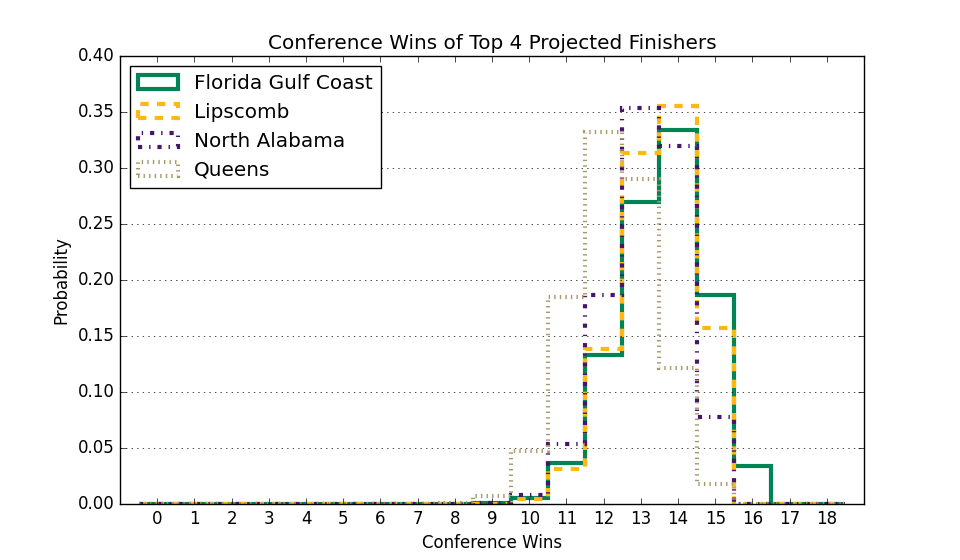 Conference Wins of Top 4 Projected Finishers
0.40
0.35
0.30
0.25
0.20
0.15
0.10
0.05
0.00
Probability
Florida Gulf Coast
Lipscomb
North Alabama
Queens
0 1 2 3 4 5 6 7 8 9 10 11 12 13 14 15 16 17 18
Conference Wins